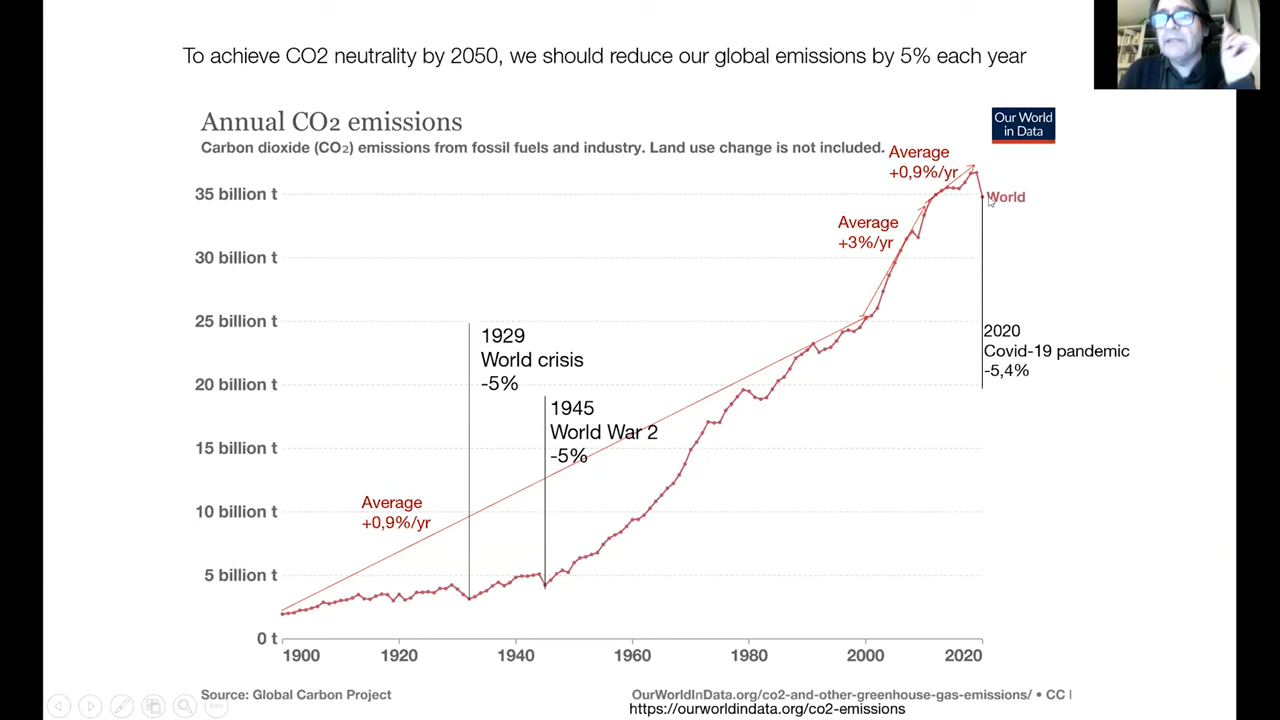 To achieve CO2 neutrality by 2050, we should reduce our global emissions by 5% each year
Annual CO2 emissions
Our World
in Data
Carbon dioxide (CO₂) emissions from fossil fuels and industry. Land use change is not included.
Average
+0,9%/yr
35 billion t
World
Average
+3%/yr
30 billion t
25 billion t
1929
World crisis
-5%
2020
Covid-19 pandemic
-5,4%
20 billion t
1945
World War 2
-5%
15 billion t
Average
+0,9%/yr
10 billion t
5 billion t
0 t
1900 1920 1940 1960 1980 2000 2020
Source: Global Carbon Project
OurWorldInData.org/co2-and-other-greenhouse-gas-emissions/ • CC |
https://ourworldindata.org/co2-emissions